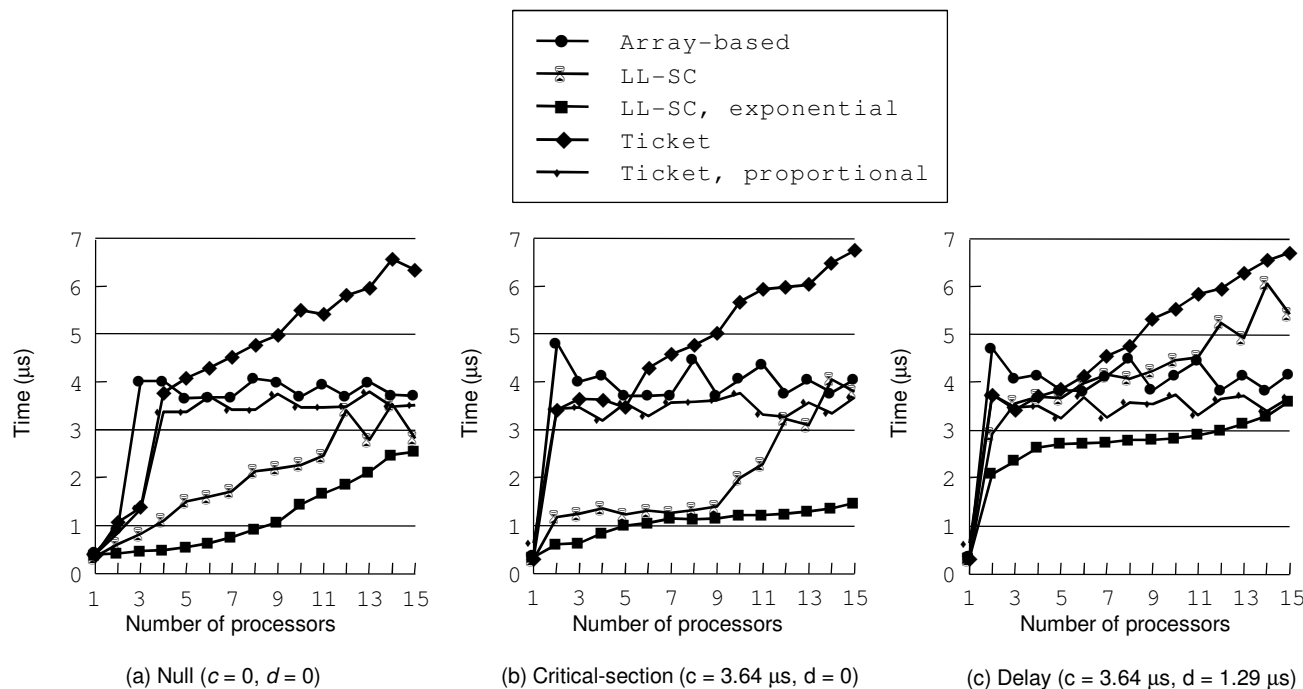 Array-based
LL-SC
LL-SC, exponential
Ticket
Ticket, proportional
7
6
5
4
3
2
1
0
Time (μs)
1 3 5 7 9 11 13 15
Number of processors
(a) Null (c = 0, d = 0)
7
6
5
4
3
2
1
0
Time (μs)
1 3 5 7 9 11 13 15
Number of processors
(b) Critical-section (c = 3.64 μs, d = 0)
7
6
5
4
3
2
1
0
Time (μs)
1 3 5 7 9 11 13 15
Number of processors
(c) Delay (c = 3.64 μs, d = 1.29 μs)